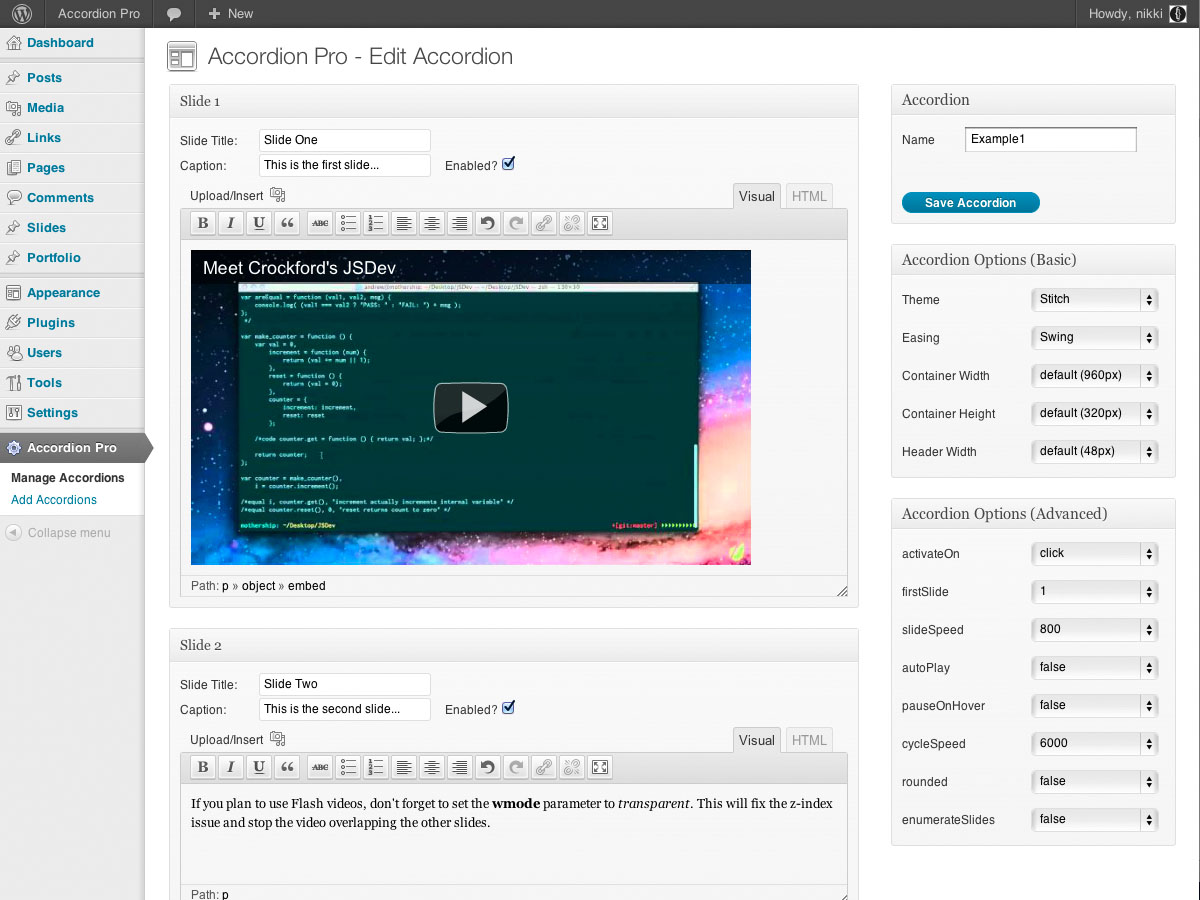 Accordion Pro
New
Howdy, nikki
Dashboard
Posts
Media
Links
Pages
Comments
Slides
Portfolio
Appearance
Plugins
Users
Tools
Settings
Accordion Pro
Manage Accordions
Add Accordions
Collapse menu
Accordion Pro - Edit Accordion
Slide 1
Slide Title: Slide One
Caption: This is the first slide... Enabled?
Upload/Insert
Visual HTML
B I U “ ABC
Meet Crockford's JSDev
andrew@mothership: ~/Desktop/JSDev — ~/Desktop/JSDev — zsh — 130×39
var areEqual = function (val1, val2, msg) {
console.log( (val1 === val2 ? "PASS: " : "FAIL: ") + msg );
};
*/
var make_counter = function () {
var val = 0,
increment = function (num) {
return (val += num || 1);
},
reset = function () {
return (val = 0);
},
counter = {
increment: increment,
reset: reset
};
/*code counter.get = function () { return val; };*/
return counter;
};
var counter = make_counter(),
i = counter.increment();
/*equal i, counter.get(), "increment actually increments internal variable" */
/*equal counter.reset(), 0, "reset returns count to zero" */
mothership: ~/Desktop/JSDev
+[git:master]
Path: p » object » embed
Slide 2
Slide Title: Slide Two
Caption: This is the second slide... Enabled?
Upload/Insert
Visual HTML
B I U “ ABC
If you plan to use Flash videos, don't forget to set the wmode parameter to transparent. This will fix the z-index
issue and stop the video overlapping the other slides.
Path: p
Accordion
Name Example1
Save Accordion
Accordion Options (Basic)
Theme Stitch
Easing Swing
Container Width default (960px)
Container Height default (320px)
Header Width default (48px)
Accordion Options (Advanced)
activateOn click
firstSlide 1
slideSpeed 800
autoPlay false
pauseOnHover false
cycleSpeed 6000
rounded false
enumerateSlides false